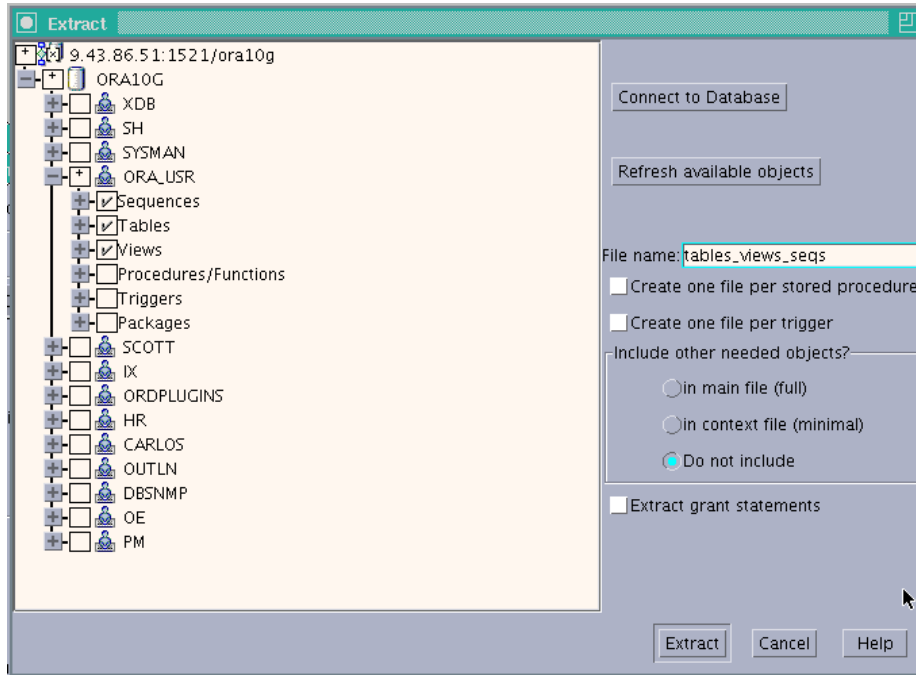 Extract
9.43.86.51:1521/ora10g
ORA10G
XDB
SH
SYSMAN
ORA_USR
Sequences
Tables
Views
Procedures/Functions
Triggers
Packages
SCOTT
IX
ORDPLUGINS
HR
CARLOS
OUTLN
DBSNMP
OE
PM
Connect to Database
Refresh available objects
File name: tables_views_seqs
Create one file per stored procedure
Create one file per trigger
Include other needed objects?
in main file (full)
in context file (minimal)
Do not include
Extract grant statements
Extract Cancel Help